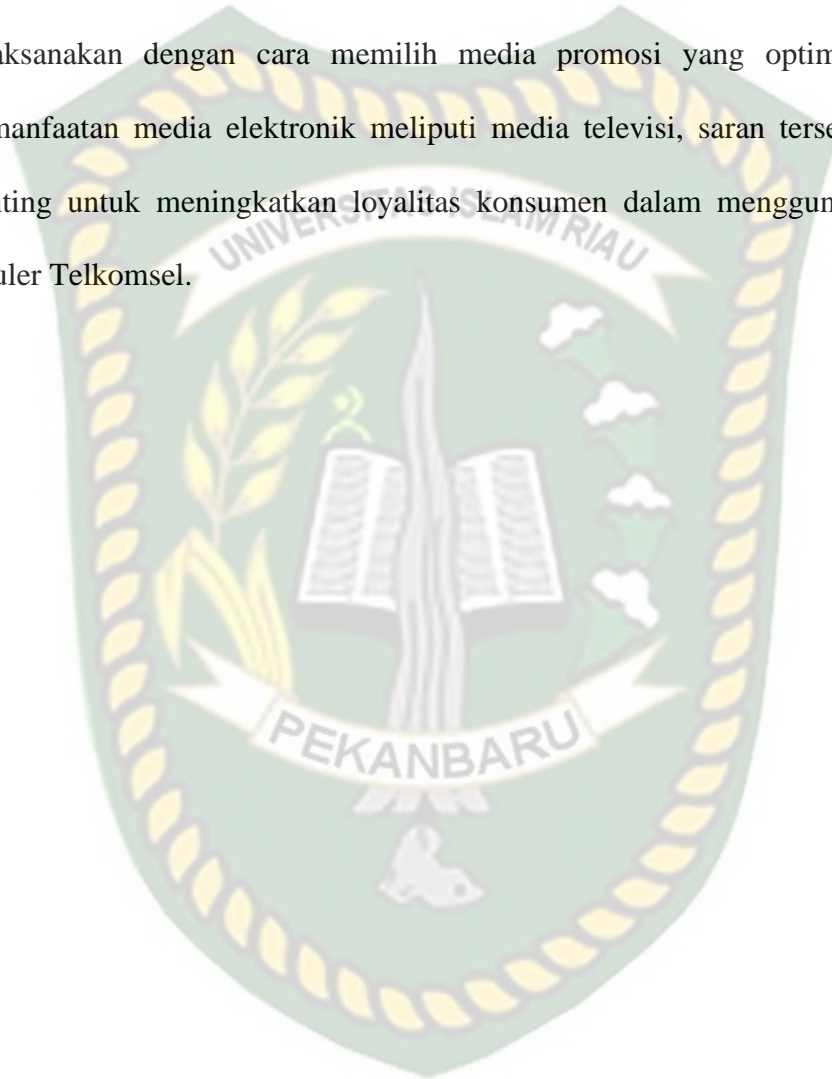 aksanakan dengan cara memilih media promosi yang optim
manfaatan media elektronik meliputi media televisi, saran terse
nting untuk meningkatkan loyalitas konsumen dalam menggun
uler Telkomsel.
UNIVERSITAS ISLAM RIAU
PEKANBARU